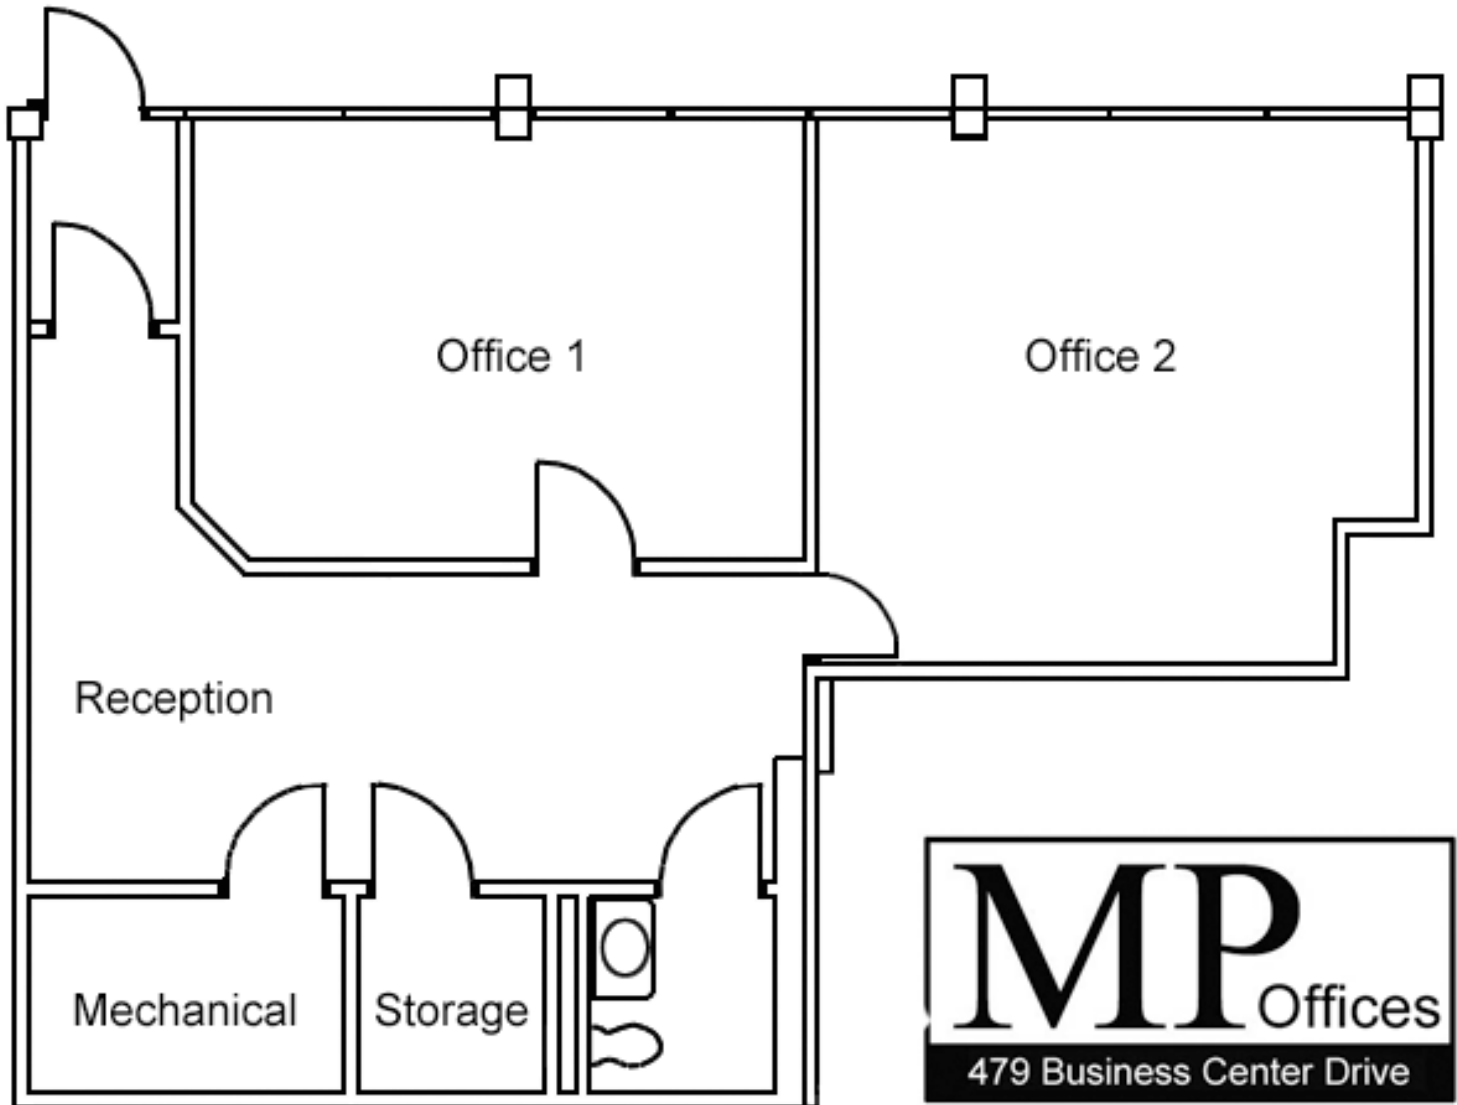 Office 1
Office 2
Reception
Mechanical
Storage
MP Offices
479 Business Center Drive